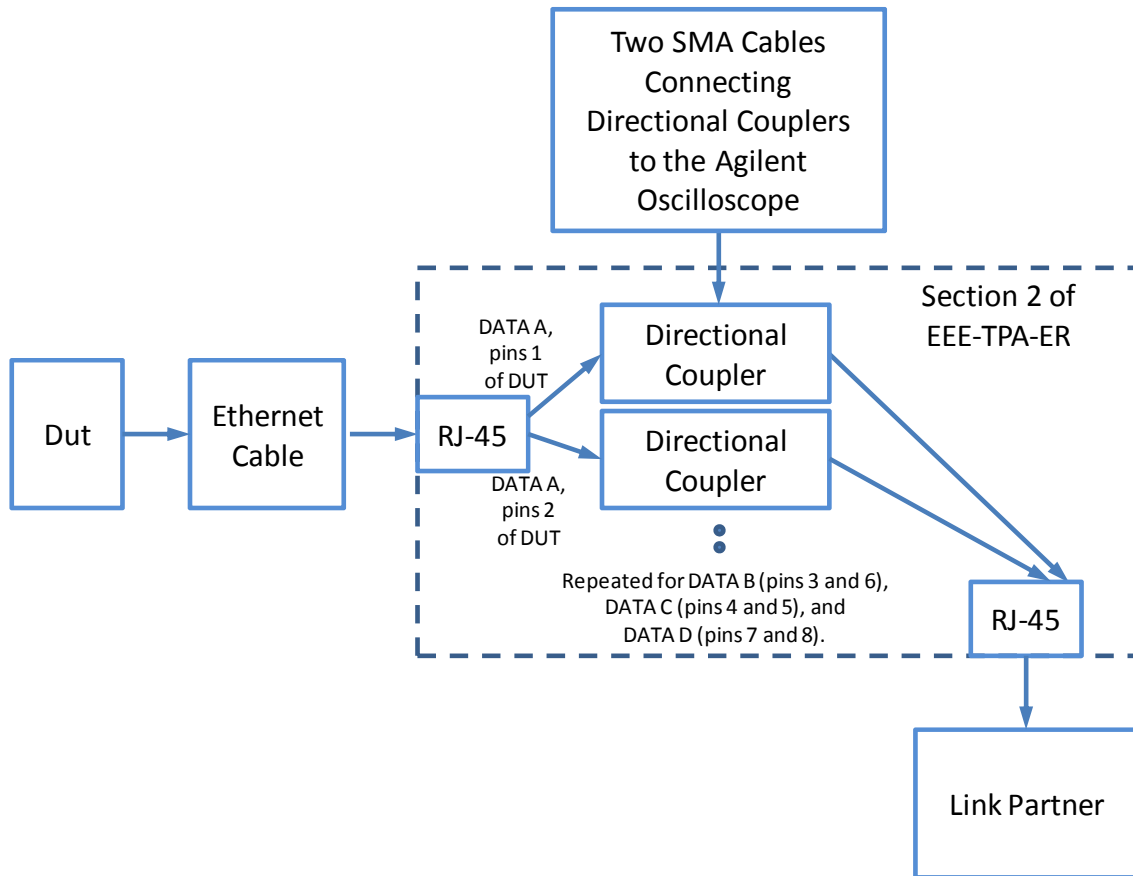 Two SMA Cables
Connecting
Directional Couplers
to the Agilent
Oscilloscope
Section 2 of
EEE-TPA-ER
DATA A,
pins 1
of DUT
Directional
Coupler
Dut
Ethernet
Cable
RJ-45
Directional
Coupler
DATA A,
pins 2
of DUT
Repeated for DATA B (pins 3 and 6),
DATA C (pins 4 and 5), and
DATA D (pins 7 and 8).
RJ-45
Link Partner